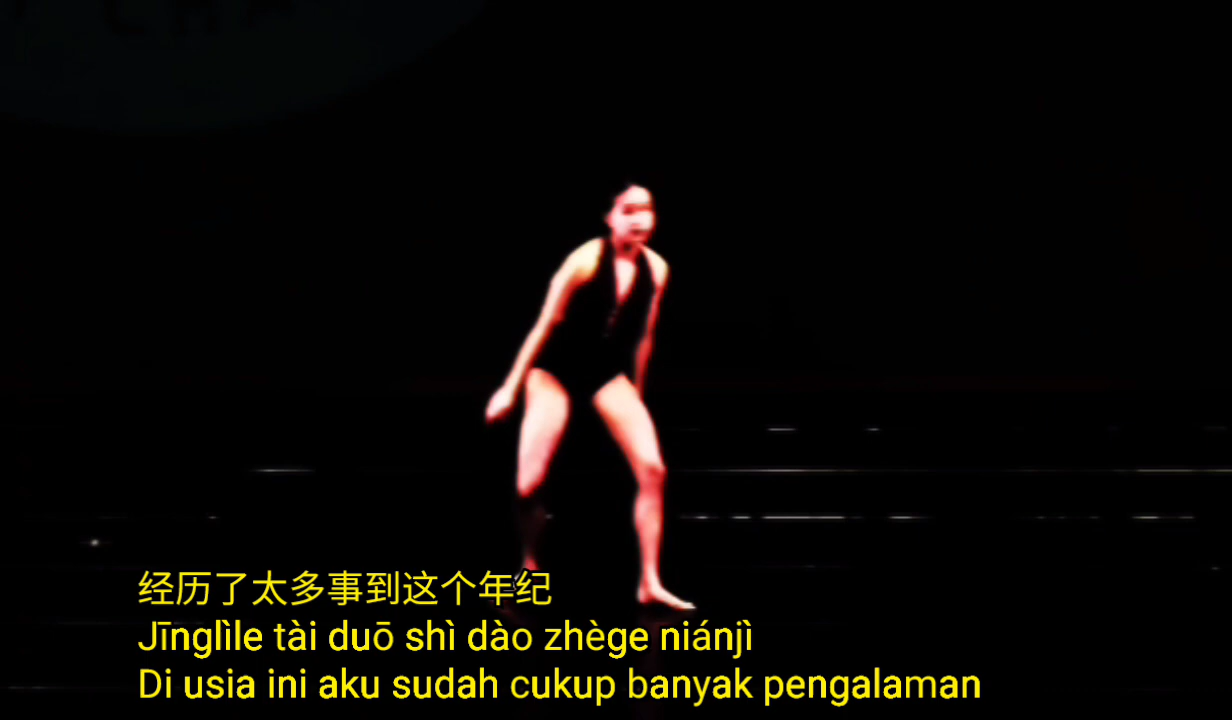 经历了太多事到这个年纪
Jīnglìle tài duō shì dào zhège niánjì
Di usia ini aku sudah cukup banyak pengalaman